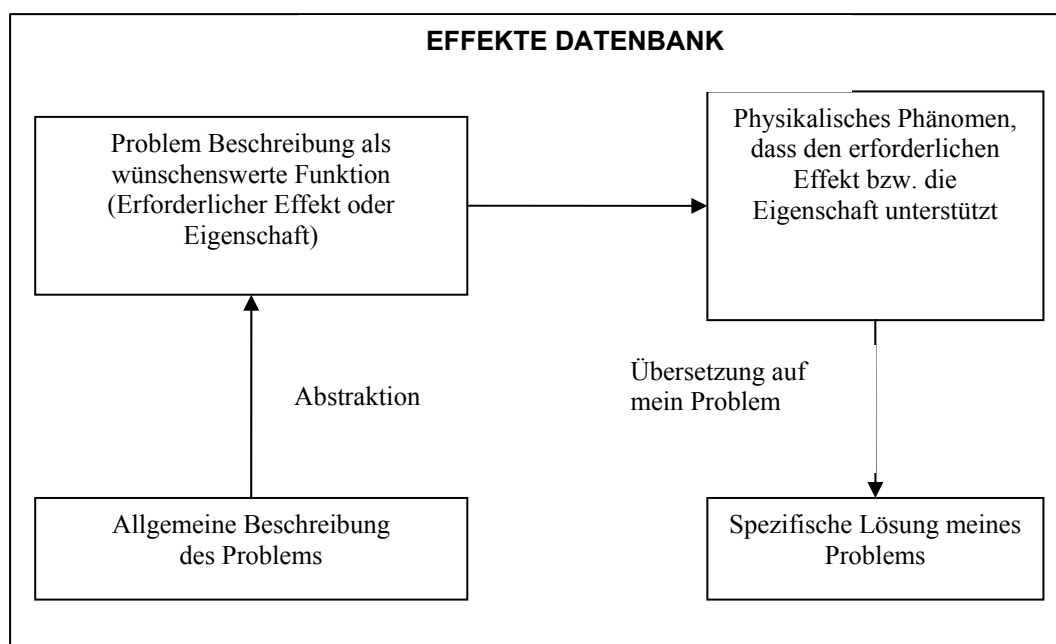 EFFEKTE DATENBANK
Problem Beschreibung als
wünschenswerte Funktion
(Erforderlicher Effekt oder
Eigenschaft)
Physikalisches Phänomen,
dass den erforderlichen
Effekt bzw. die
Eigenschaft unterstützt
Abstraktion
Übersetzung auf
mein Problem
Allgemeine Beschreibung
des Problems
Spezifische Lösung meines
Problems